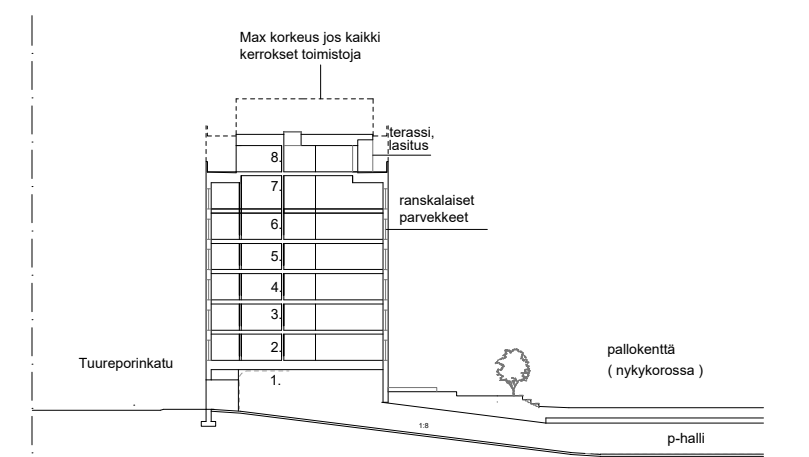 Max korkeus jos kaikki
kerrokset toimistoja
terassi,
lasitus
8.
7.
ranskalaiset
parvekkeet
6.
5.
4.
3.
2.
Tuureporinkatu
pallokenttä
( nykykorossa )
1.
1:8
p-halli